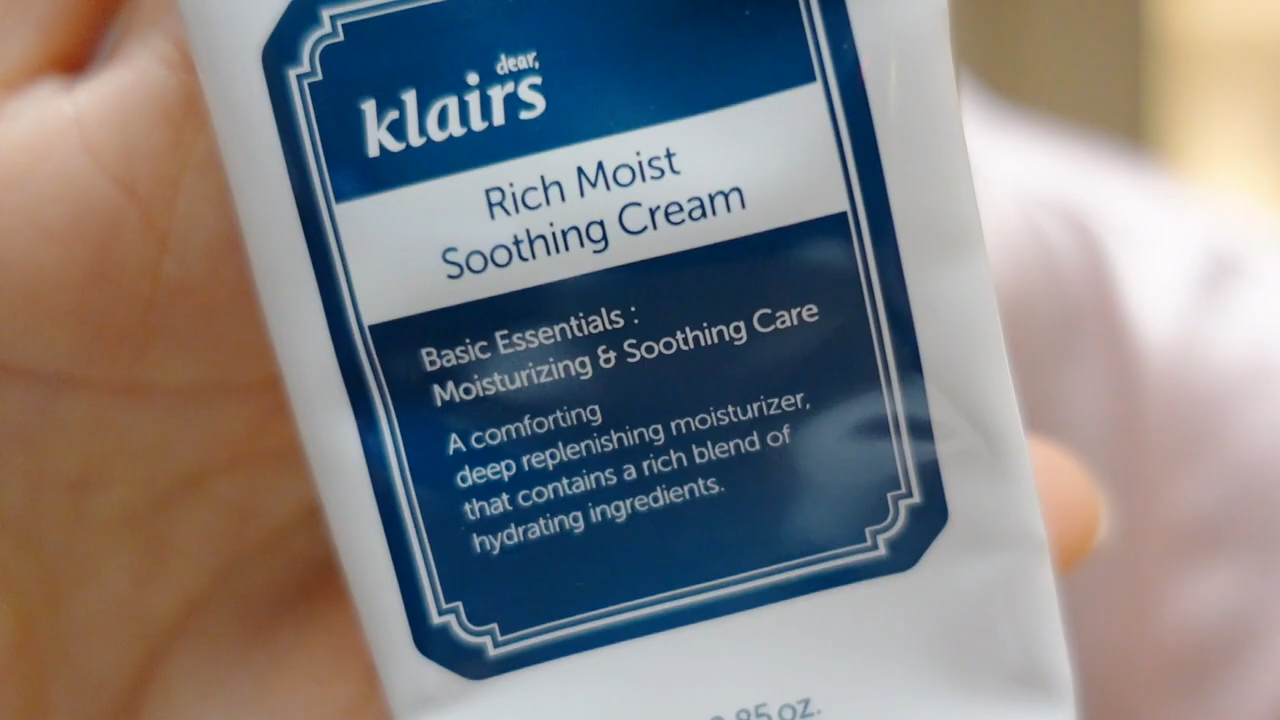 dear,
klairs
Rich Moist
Soothing Cream
Basic Essentials :
Moisturizing & Soothing Care
A comforting
deep replenishing moisturizer,
that contains a rich blend of
hydrating ingredients.
oz.